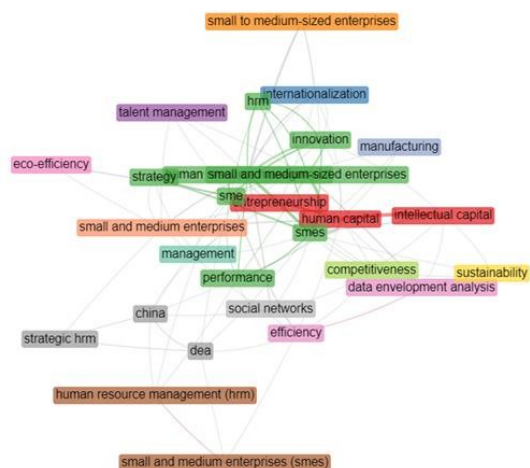 small to medium-sized enterprises
internationalization
hrm
talent management
innovation
manufacturing
eco-efficiency
strategy
man
small and medium-sized enterprises
sme
entrepreneurship
human capital
intellectual capital
small and medium enterprises
smes
management
competitiveness
sustainability
performance
data envelopment analysis
social networks
china
efficiency
strategic hrm
dea
human resource management (hrm)
small and medium enterprises (smes)